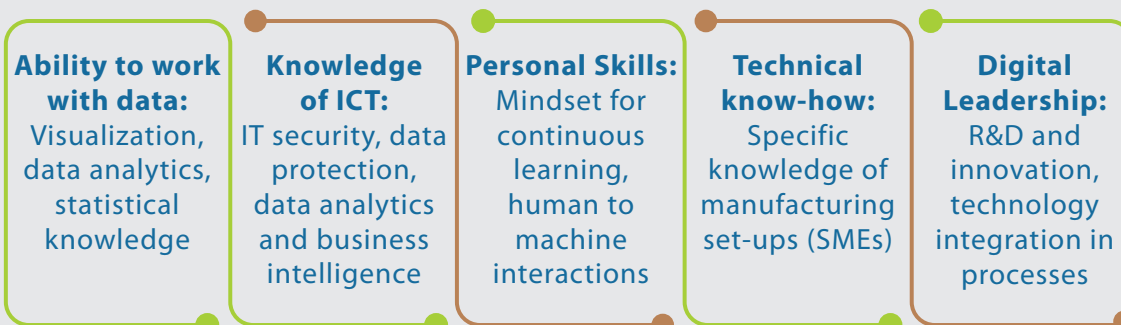 Ability to work
with data:
Visualization,
data analytics,
statistical
knowledge
Knowledge
of ICT:
IT security, data
protection,
data analytics
and business
intelligence
Personal Skills:
Mindset for
continuous
learning,
human to
machine
interactions
Technical
know-how:
Specific
knowledge of
manufacturing
set-ups (SMEs)
Digital
Leadership:
R&D and
innovation,
technology
integration in
processes